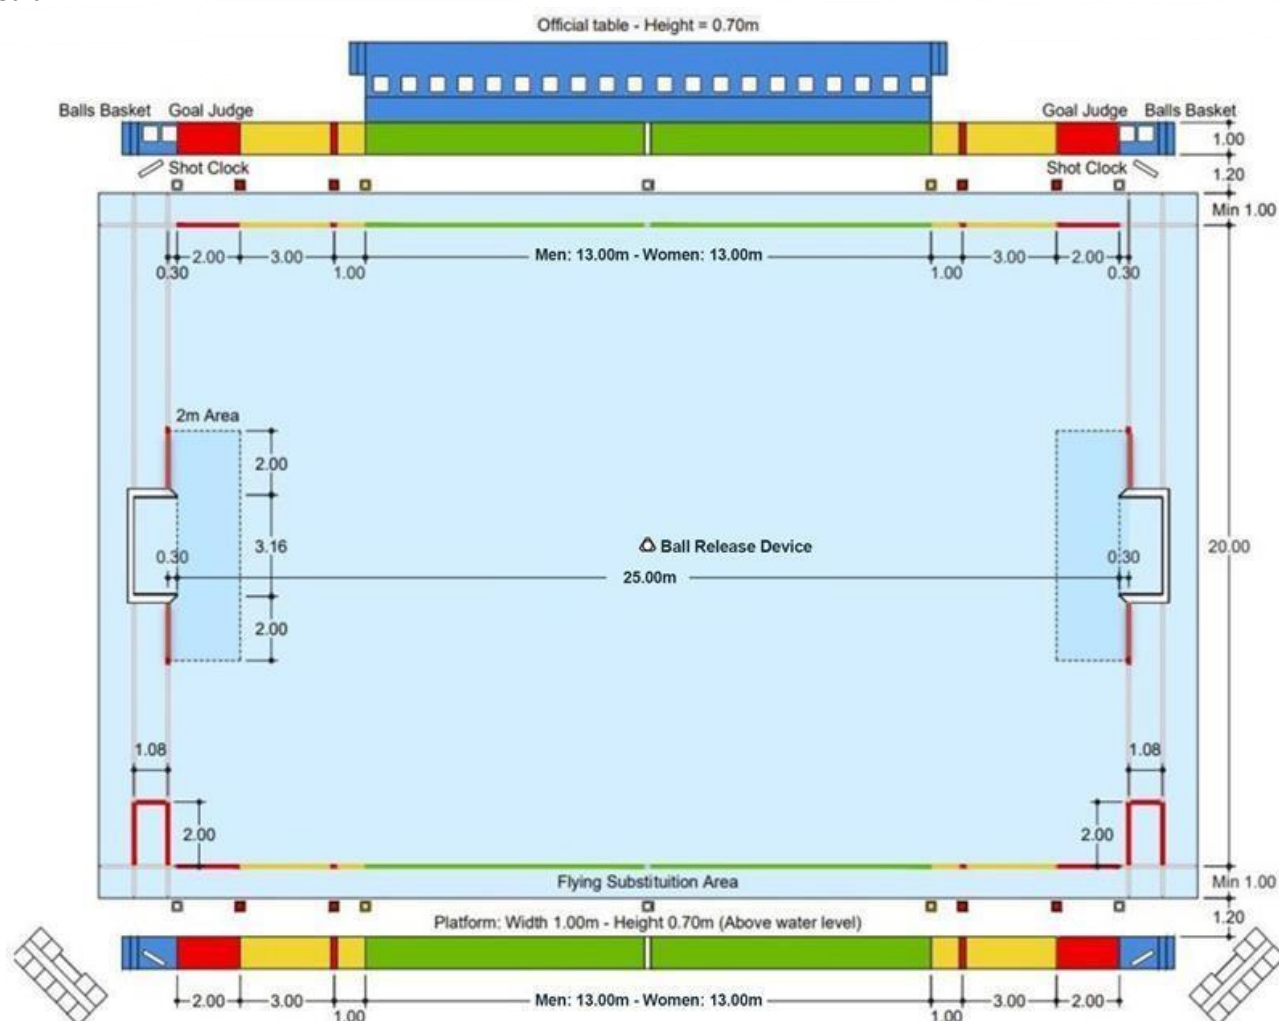 Official table - Height = 0.70m
Balls Basket Goal Judge Goal Judge Balls Basket
1.00
Shot Clock Shot Clock
1.20
Min 1.00
2.00 3.00 Men: 13.00m - Women: 13.00m 3.00 2.00
0.30 1.00 1.00 0.30
2m Area
2.00
3.16
0.30
Ball Release Device
0.30
20.00
25.00m
2.00
1.08 1.08
2.00 2.00
Flying Substituition Area
Min 1.00
Platform: Width 1.00m - Height 0.70m (Above water level)
1.20
2.00 3.00 Men: 13.00m - Women: 13.00m 3.00 2.00
1.00 1.00